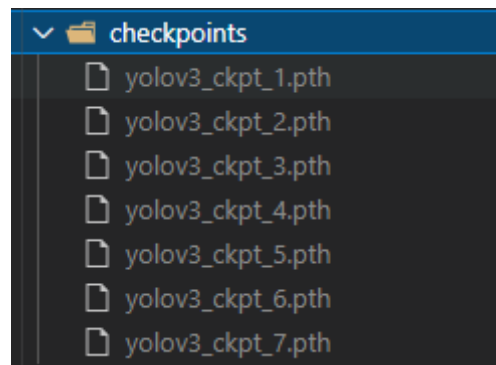 checkpoints
yolov3_ckpt_1.pth
yolov3_ckpt_2.pth
yolov3_ckpt_3.pth
yolov3_ckpt_4.pth
yolov3_ckpt_5.pth
yolov3_ckpt_6.pth
yolov3_ckpt_7.pth